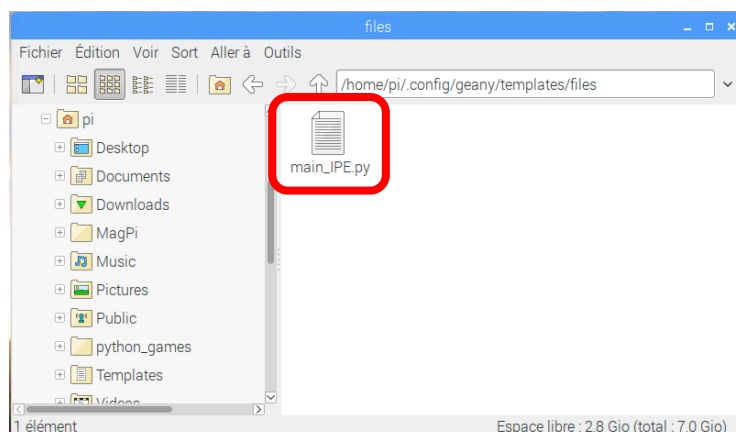 files
Fichier Édition Voir Sort Aller à Outils
/home/pi/.config/geany/templates/files
pi
Desktop
Documents
Downloads
MagPi
Music
Pictures
Public
python_games
Templates
Videos
main_IPE.py
1 élément
Espace libre : 2.8 Gio (total : 7.0 Gio)